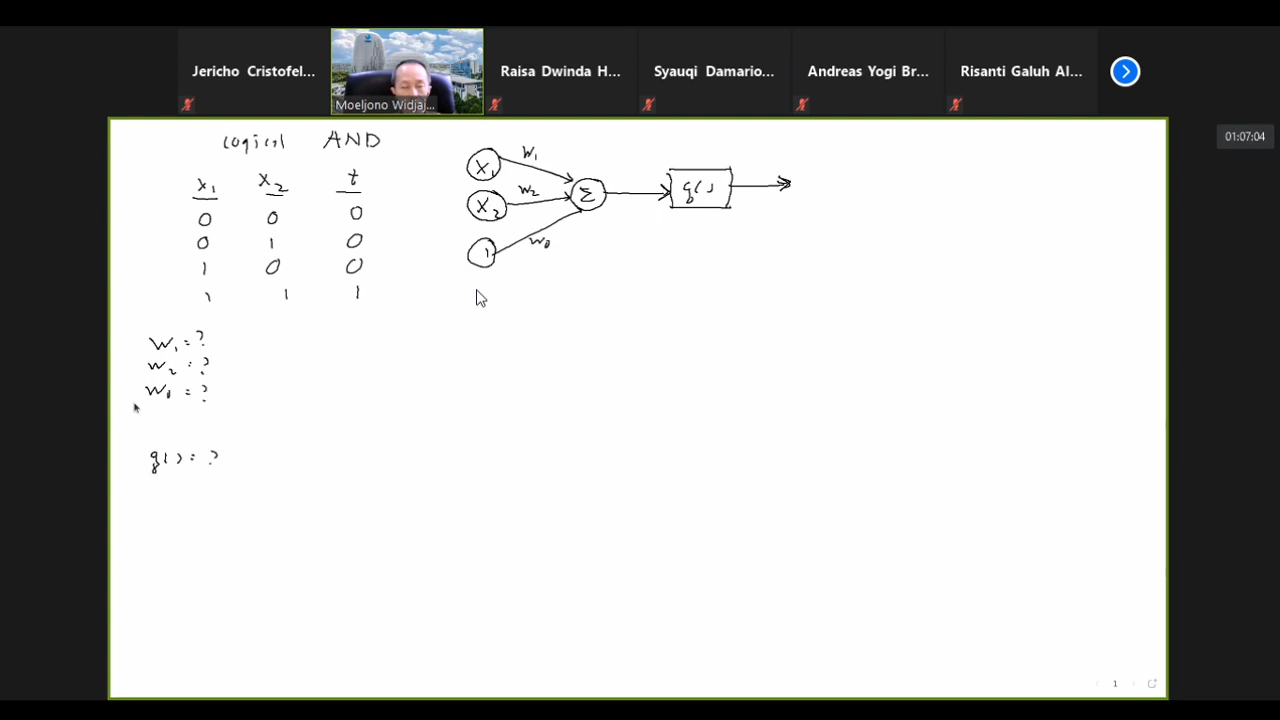 Jericho Cristofel...
Moeljono Widjaj...
Raisa Dwinda H...
Syauqi Damario...
Andreas Yogi Br...
Risanti Galuh Al...
01:07:04
Logical AND
x₁ x₂ t
0 0 0
0 1 0
1 0 0
1 1 1
w₁ = ?
w₂ = ?
w₀ = ?
g( ) = ?
x₁
w₁
x₂
w₂
1
w₀
Σ
g( )
1